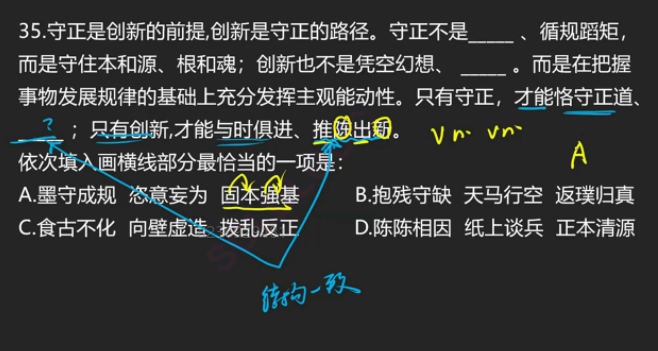 35.守正是创新的前提,创新是守正的路径。守正不是_____ 、循规蹈矩，
而是守住本和源、根和魂；创新也不是凭空幻想、 _____ 。而是在把握
事物发展规律的基础上充分发挥主观能动性。只有守正，才能恪守正道、
_____ ；只有创新,才能与时俱进、推陈出新。
?
V n. V n.
依次填入画横线部分最恰当的一项是：
A
A.墨守成规 恣意妄为 固本强基
B.抱残守缺 天马行空 返璞归真
C.食古不化 向壁虚造 拨乱反正
D.陈陈相因 纸上谈兵 正本清源
结构一致